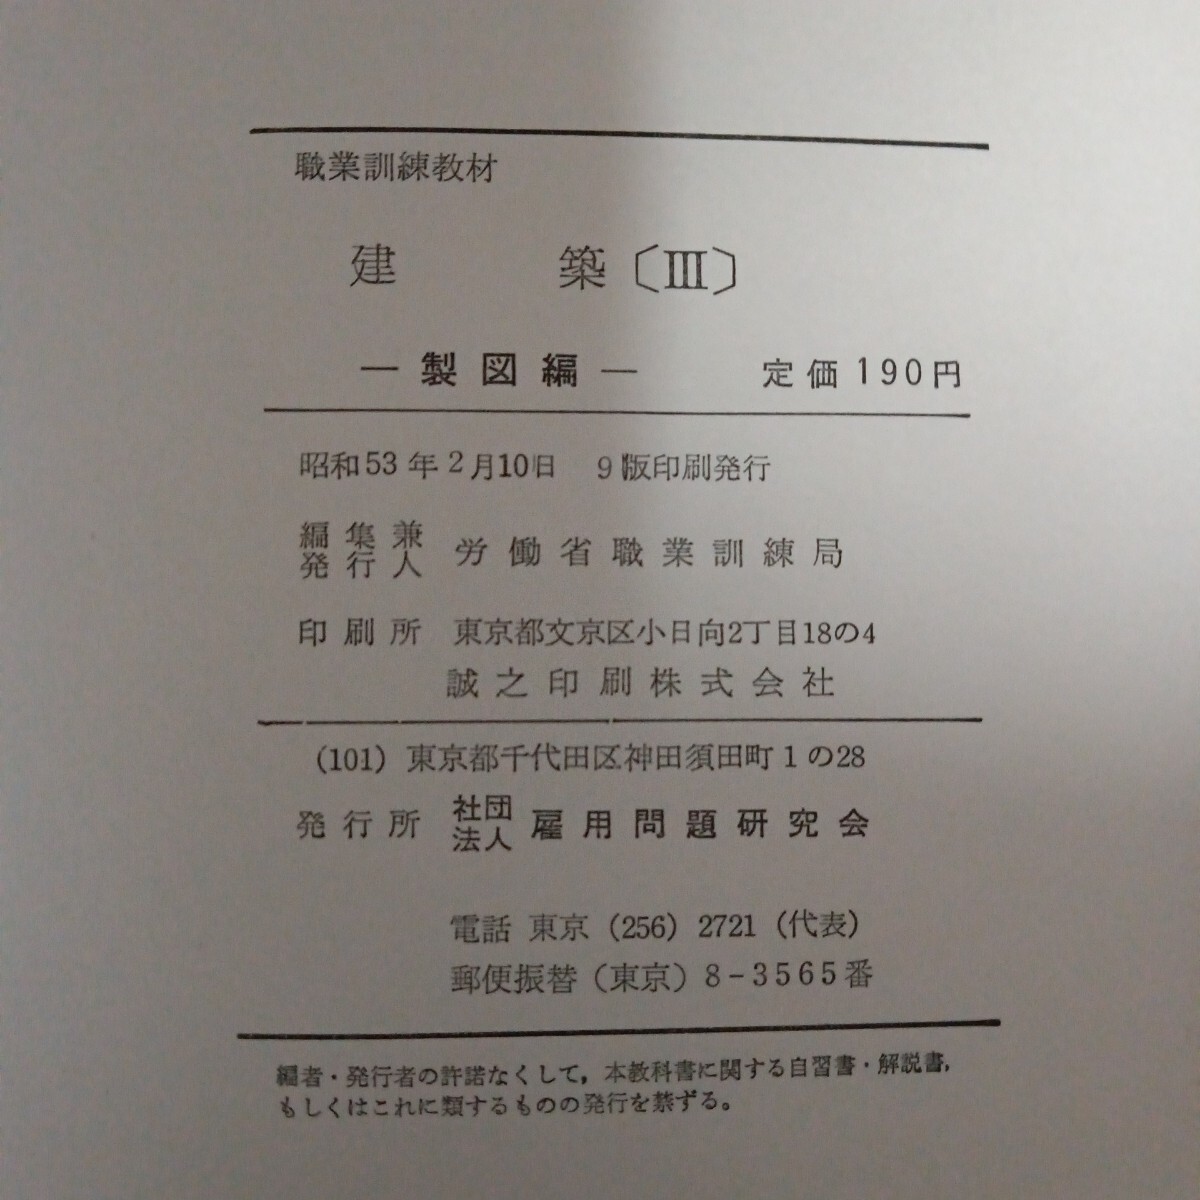 職業訓練教材
建築〔Ⅲ〕
―製図編― 定価190円
昭和53年2月10日 9版印刷発行
編集兼発行人 労働省職業訓練局
印刷所 東京都文京区小日向2丁目18の4
誠之印刷株式会社
(101) 東京都千代田区神田須田町1の28
発行所 社団法人 雇用問題研究会
電話 東京 (256) 2721 (代表)
郵便振替 (東京) 8-3565番
編者・発行者の許諾なくして,本教科書に関する自習書・解説書,
もしくはこれに類するものの発行を禁ずる。